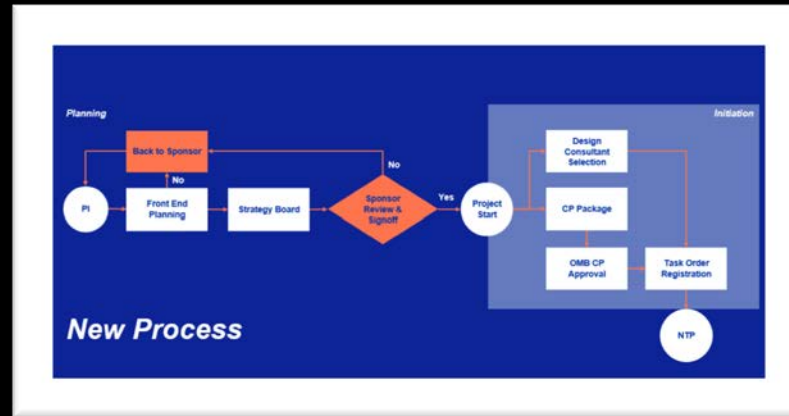 Planning
Initiation
Back to Sponsor
No
No
Design
Consultant
Selection
PI
Front End
Planning
Strategy Board
Sponsor
Review &
Signoff
Yes
Project
Start
CP Package
OMB CP
Approval
Task Order
Registration
New Process
NTP